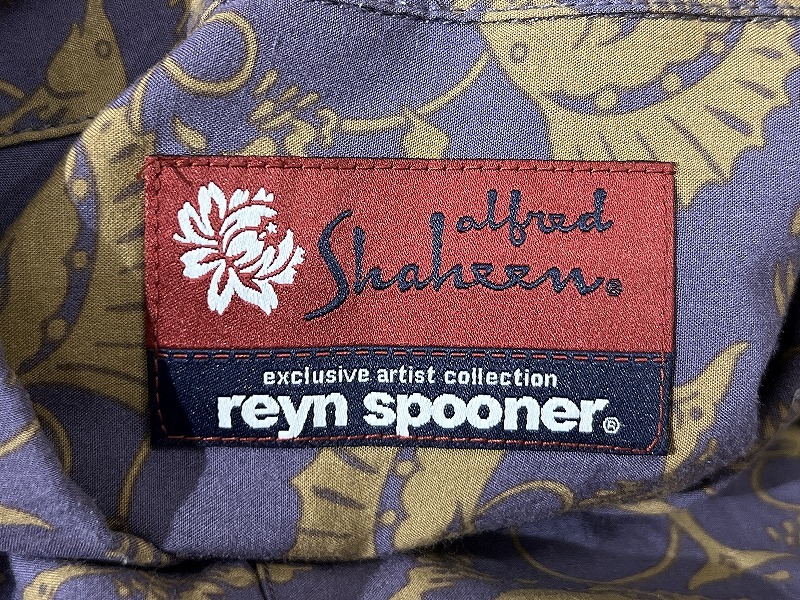 alfred
Shaheen®
exclusive artist collection
reyn spooner®